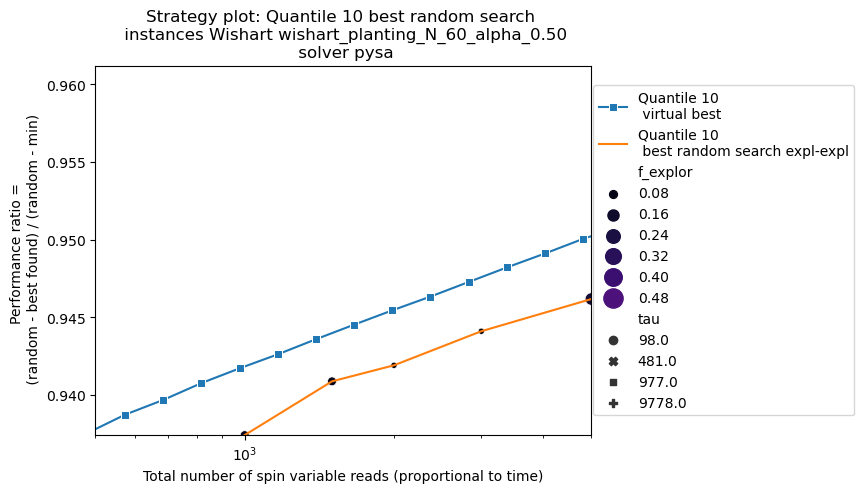 Strategy plot: Quantile 10 best random search
instances Wishart wishart_planting_N_60_alpha_0.50
solver pysa
Performance ratio =
(random - best found) / (random - min)
0.960
0.955
0.950
0.945
0.940
10^3
Total number of spin variable reads (proportional to time)
Quantile 10
virtual best
Quantile 10
best random search expl-expl
f_explor
0.08
0.16
0.24
0.32
0.40
0.48
tau
98.0
481.0
977.0
9778.0